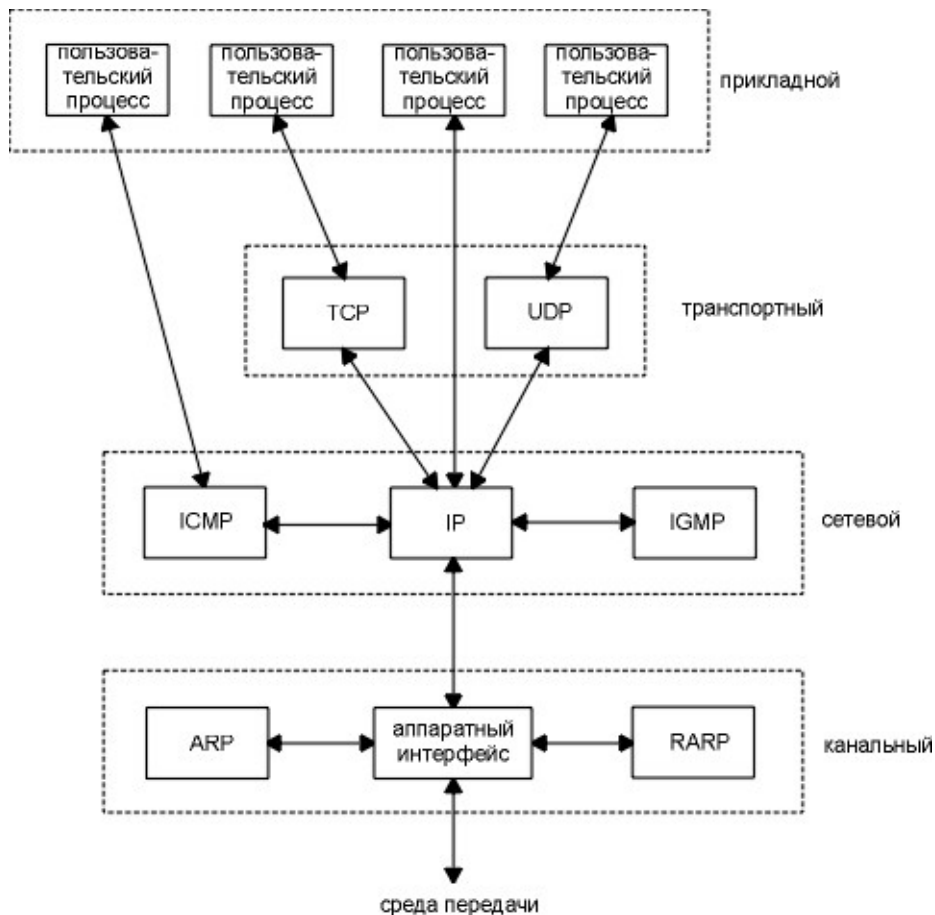 пользова-
тельский
процесс
пользова-
тельский
процесс
пользова-
тельский
процесс
пользова-
тельский
процесс
прикладной
TCP
UDP
транспортный
ICMP
IP
IGMP
сетевой
ARP
аппаратный
интерфейс
RARP
канальный
среда передачи